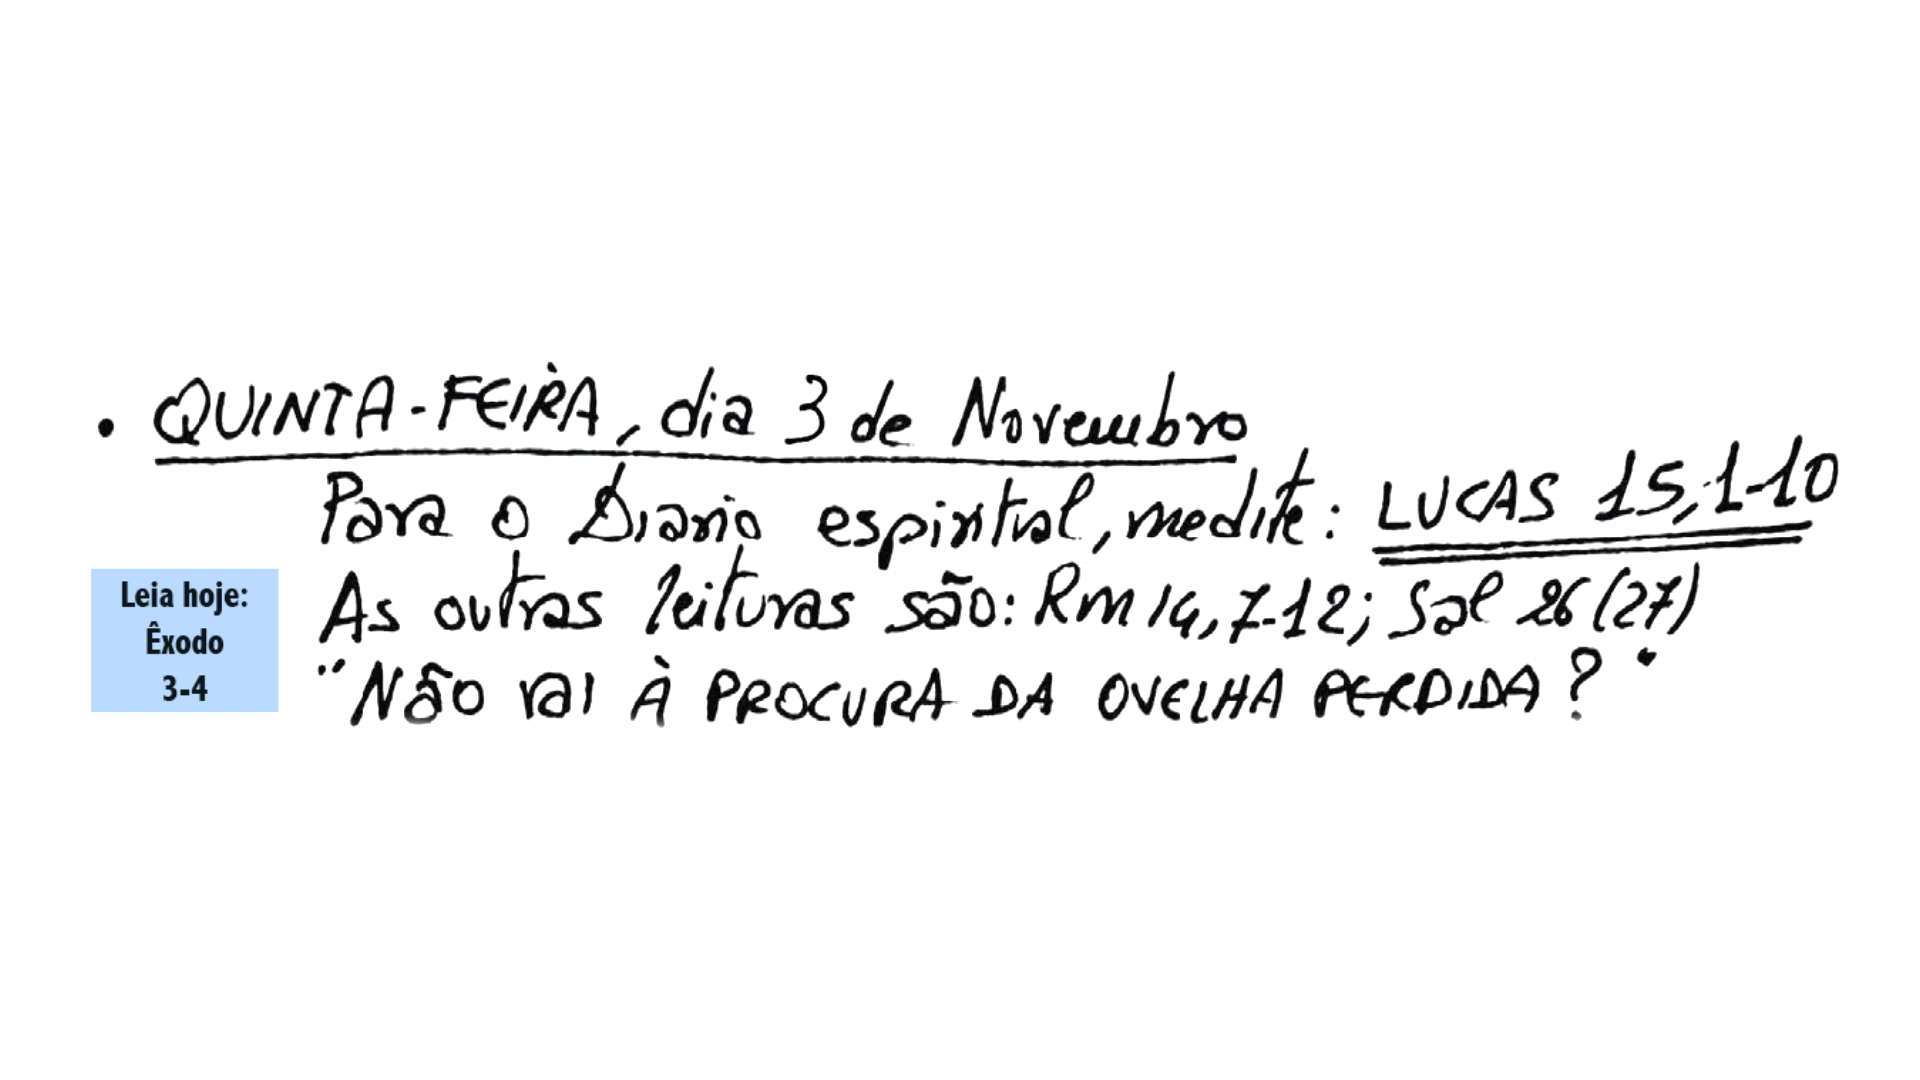 • QUINTA-FEIRA, dia 3 de Novembro
Para o Diario espiritual, medite: LUCAS 15,1-10
As outras leituras são: Rm 14,7-12; Sal 26 (27)
"Não vai À PROCURA DA OVELHA PERDIDA?"
Leia hoje:
Êxodo
3-4